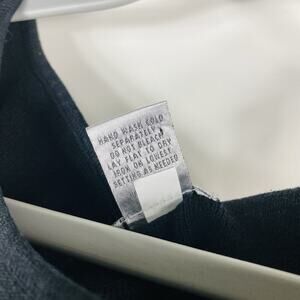 HAND WASH COLD
SEPARATELY
DO NOT BLEACH
LAY FLAT TO DRY
IRON ON LOWEST
SETTING AS NEEDED